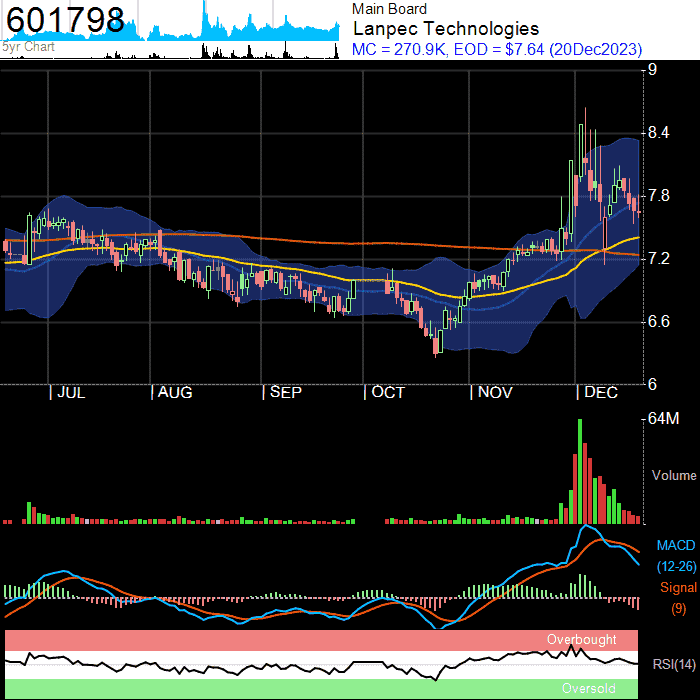 601798
5yr Chart
Main Board
Lanpec Technologies
MC = 270.9K, EOD = $7.64 (20Dec2023)
9
8.4
7.8
7.2
6.6
6
JUL
AUG
SEP
OCT
NOV
DEC
64M
Volume
MACD
(12-26)
Signal
(9)
Overbought
RSI(14)
Oversold